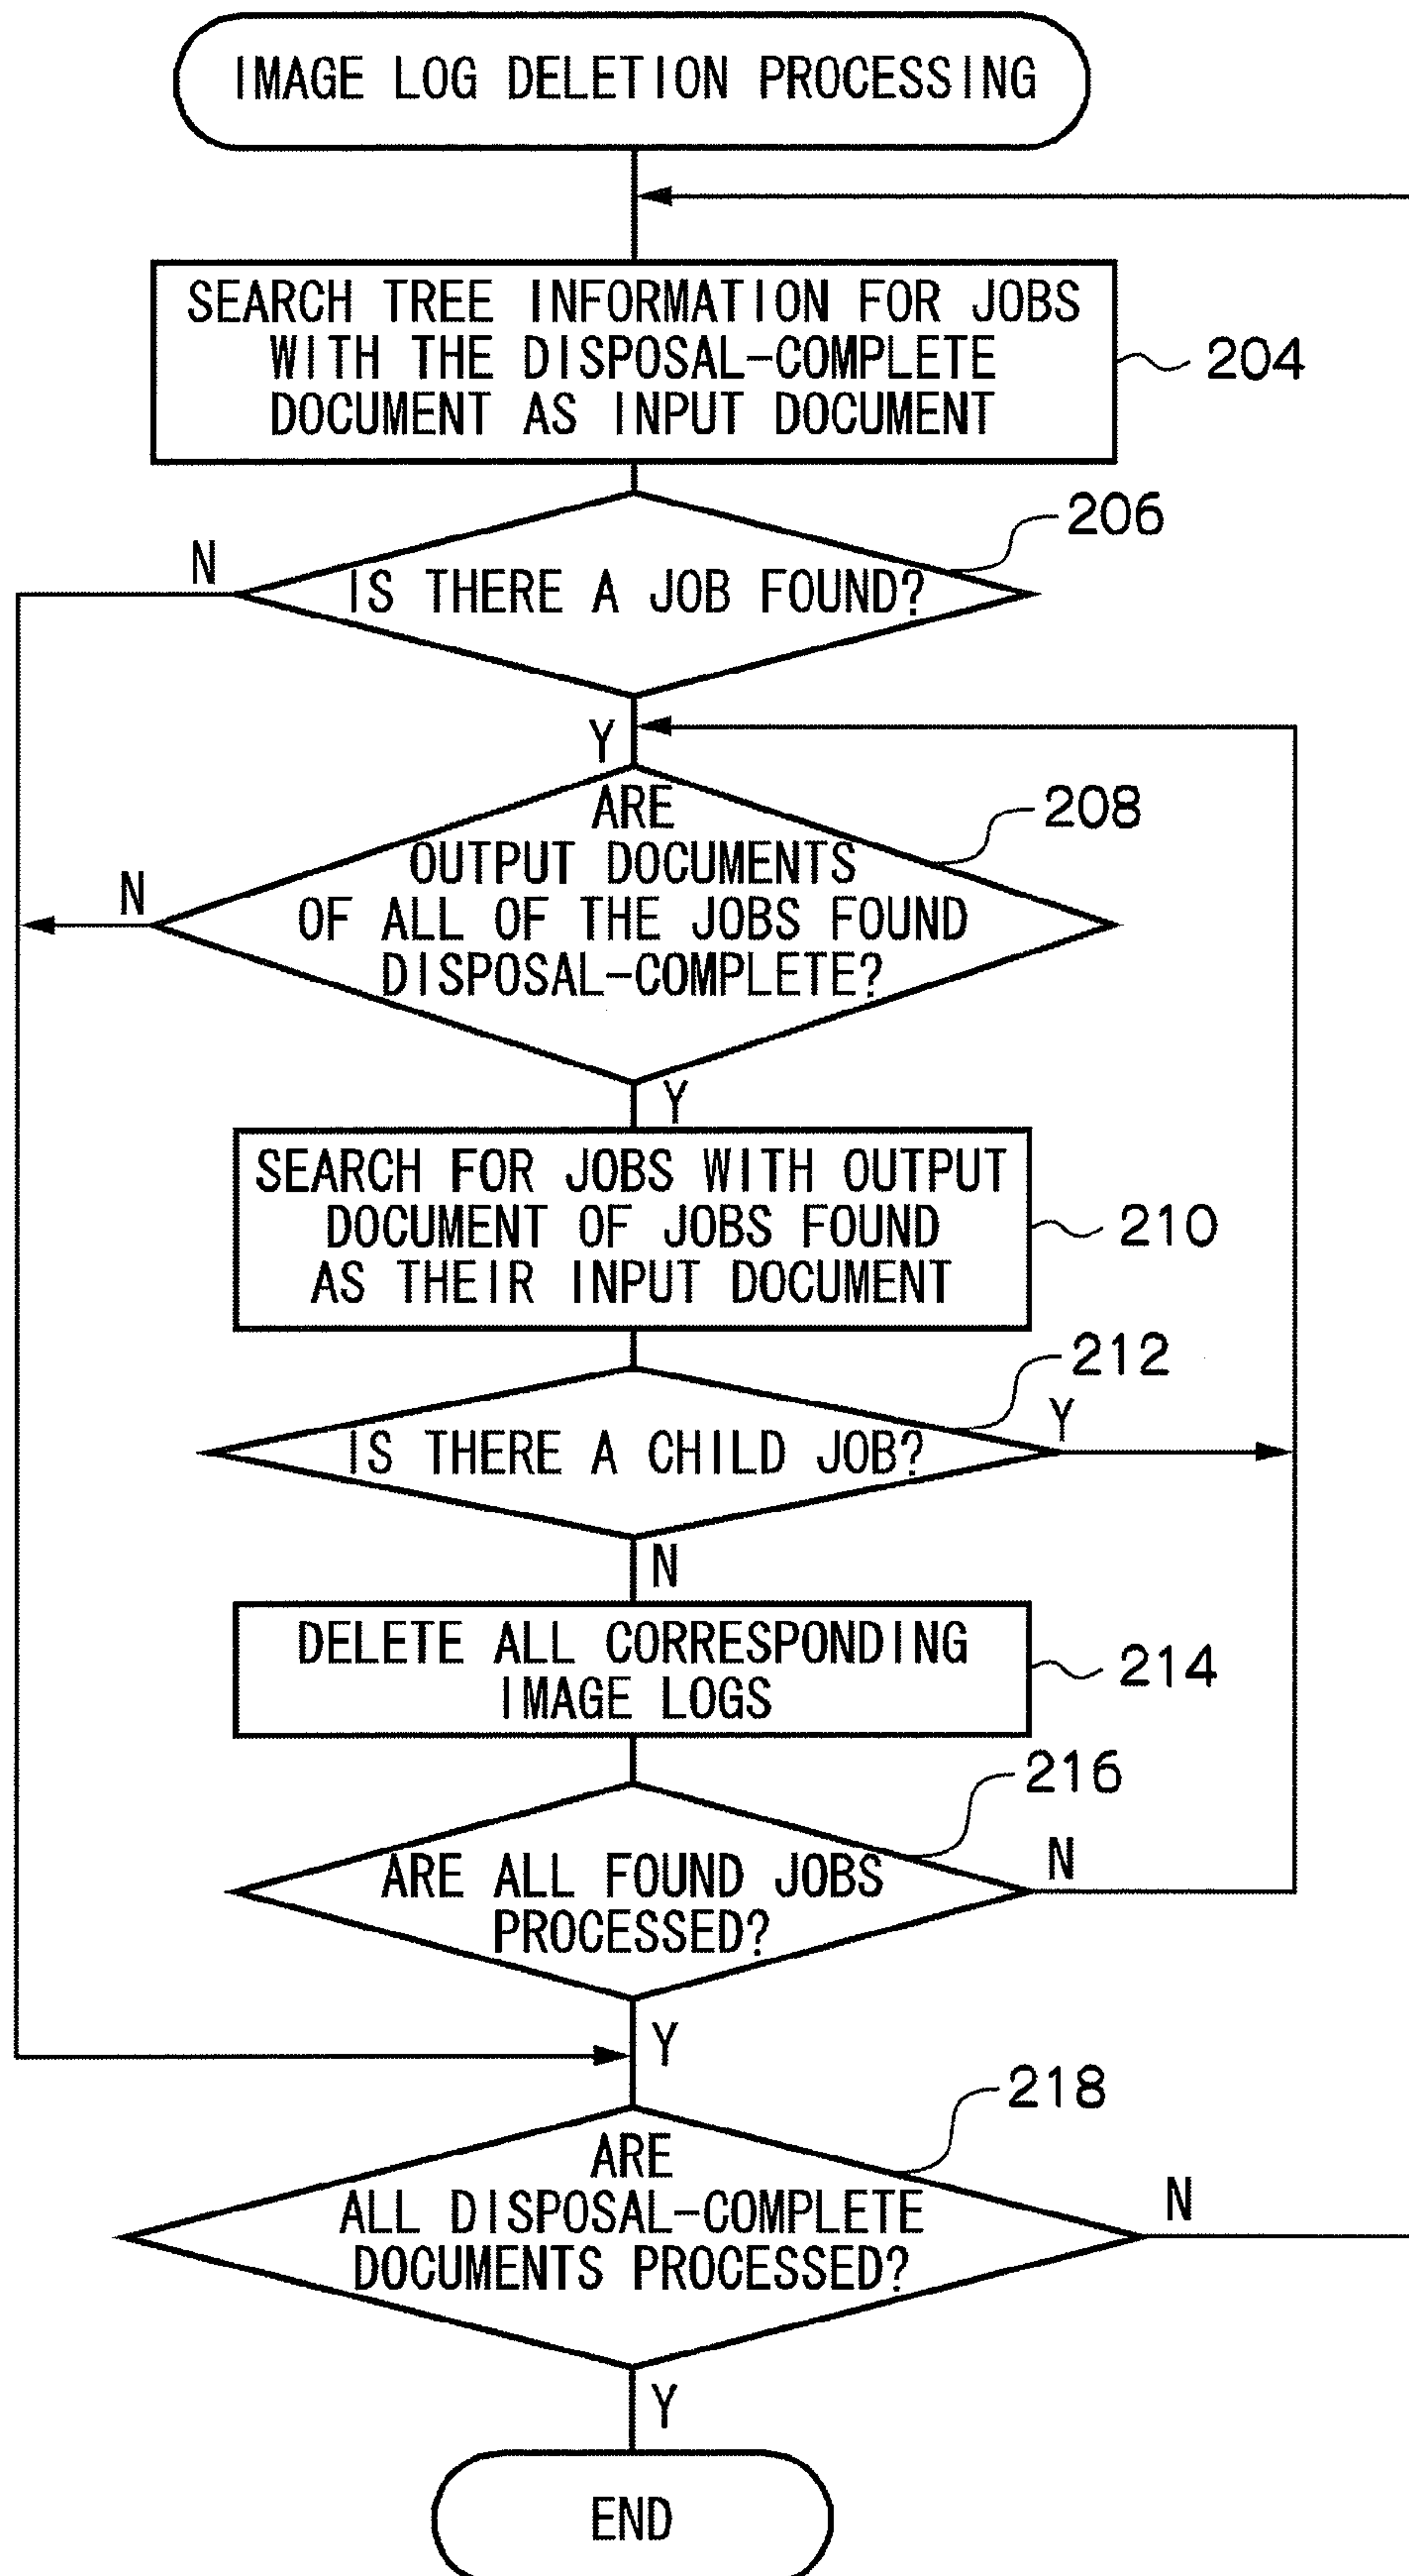 IMAGE LOG DELETION PROCESSING
SEARCH TREE INFORMATION FOR JOBS
WITH THE DISPOSAL-COMPLETE
DOCUMENT AS INPUT DOCUMENT
204
206
N
IS THERE A JOB FOUND?
Y
208
ARE
OUTPUT DOCUMENTS
OF ALL OF THE JOBS FOUND
DISPOSAL-COMPLETE?
N
Y
SEARCH FOR JOBS WITH OUTPUT
DOCUMENT OF JOBS FOUND
AS THEIR INPUT DOCUMENT
210
212
Y
IS THERE A CHILD JOB?
N
DELETE ALL CORRESPONDING
IMAGE LOGS
214
216
N
ARE ALL FOUND JOBS
PROCESSED?
Y
218
ARE
ALL DISPOSAL-COMPLETE
DOCUMENTS PROCESSED?
N
Y
END